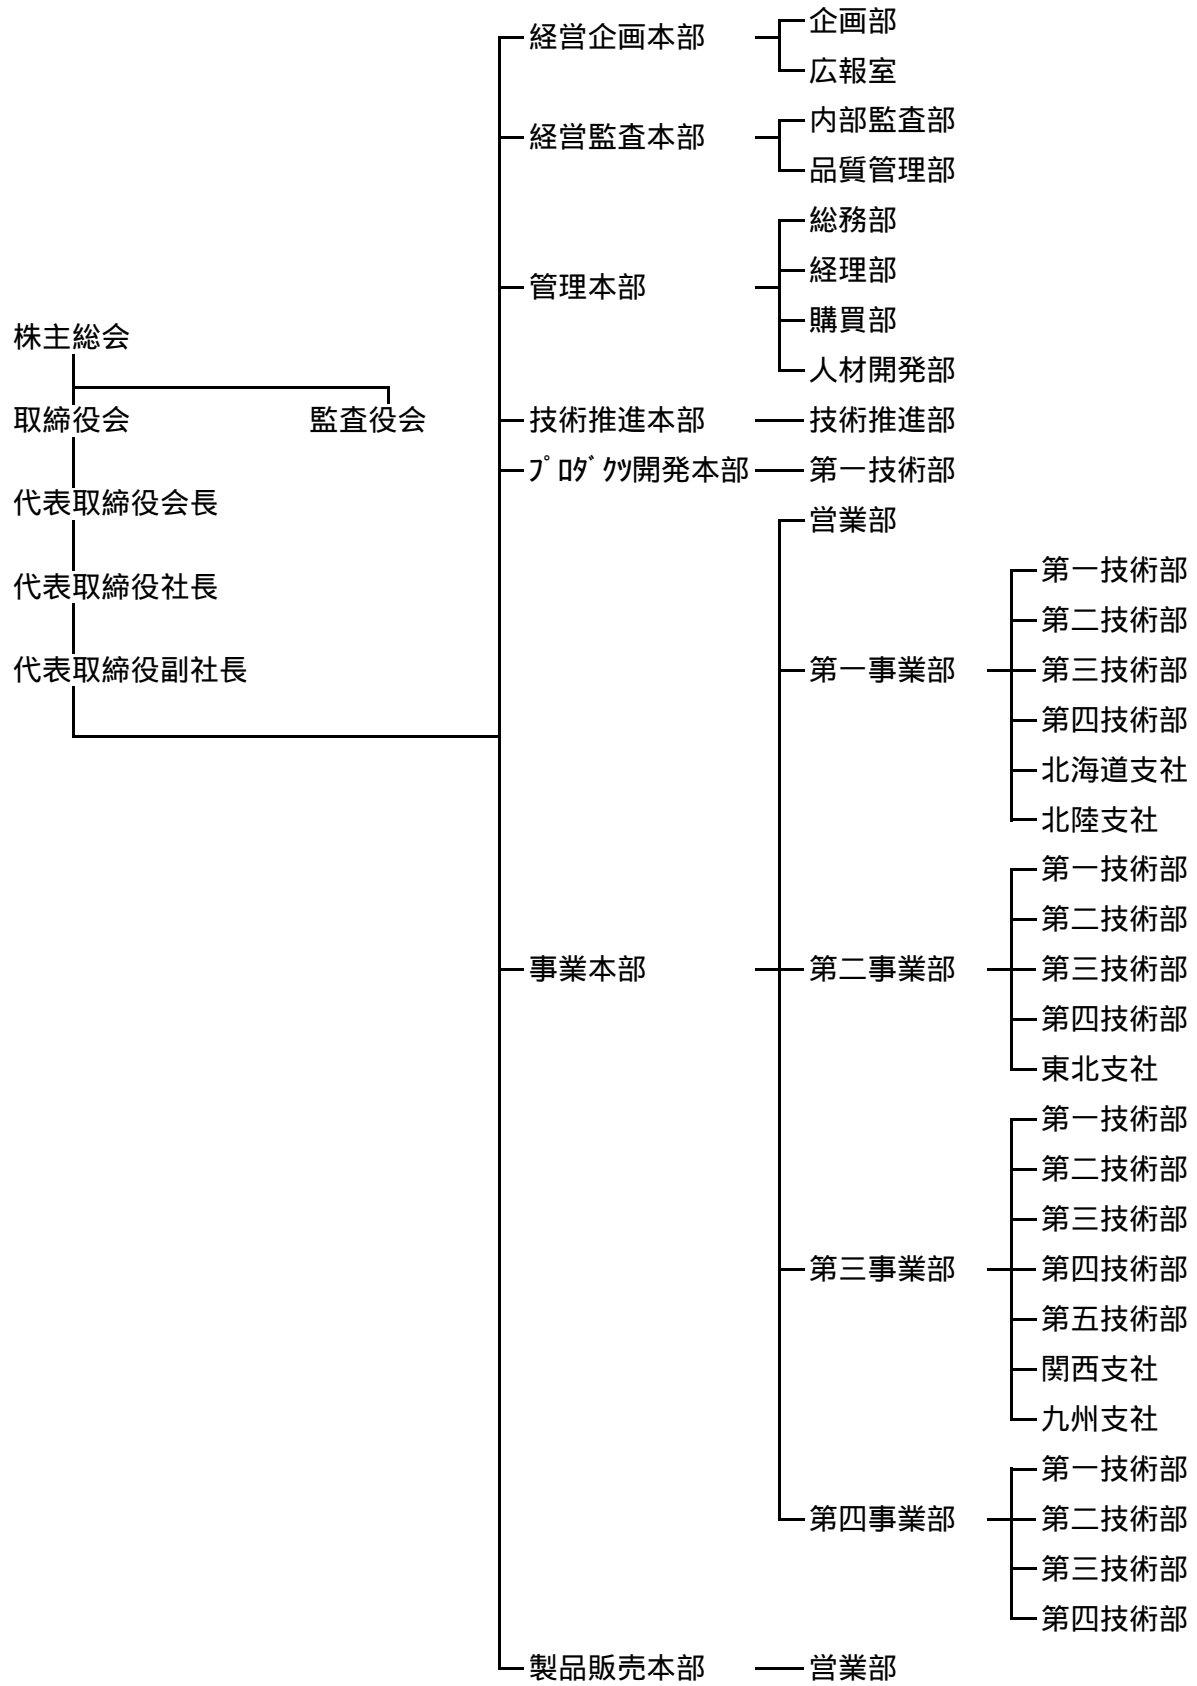 株主総会
取締役会
監査役会
代表取締役会長
代表取締役社長
代表取締役副社長
経営企画本部
企画部
広報室
経営監査本部
内部監査部
品質管理部
管理本部
総務部
経理部
購買部
人材開発部
技術推進本部
技術推進部
ﾌﾟﾛﾀﾞｸﾂ開発本部
第一技術部
事業本部
営業部
第一事業部
第一技術部
第二技術部
第三技術部
第四技術部
北海道支社
北陸支社
第二事業部
第一技術部
第二技術部
第三技術部
第四技術部
東北支社
第三事業部
第一技術部
第二技術部
第三技術部
第四技術部
第五技術部
関西支社
九州支社
第四事業部
第一技術部
第二技術部
第三技術部
第四技術部
製品販売本部
営業部